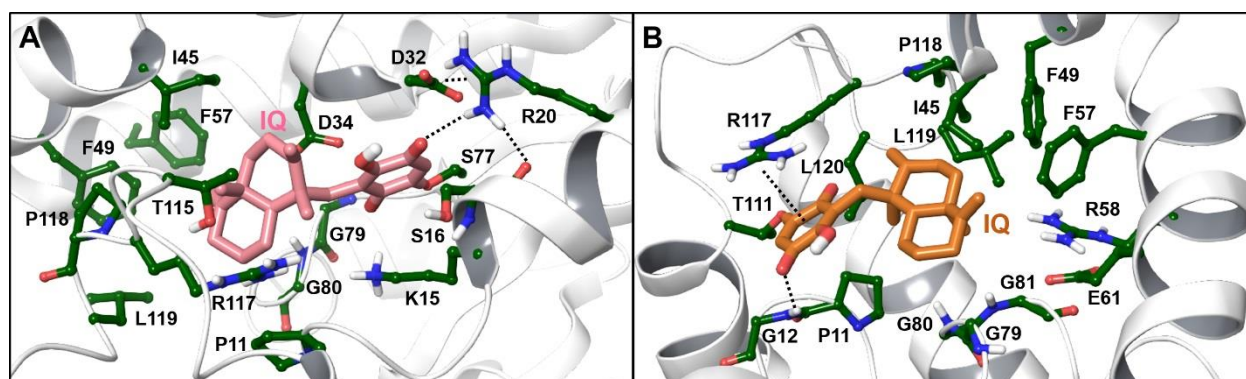 A
I45
D32
F57
IQ
D34
R20
F49
S77
P118
T115
G79
S16
R117
G80
K15
L119
P11
B
P118
F49
R117
I45
F57
L119
L120
T111
R58
IQ
G81
E61
G12
P11
G80
G79